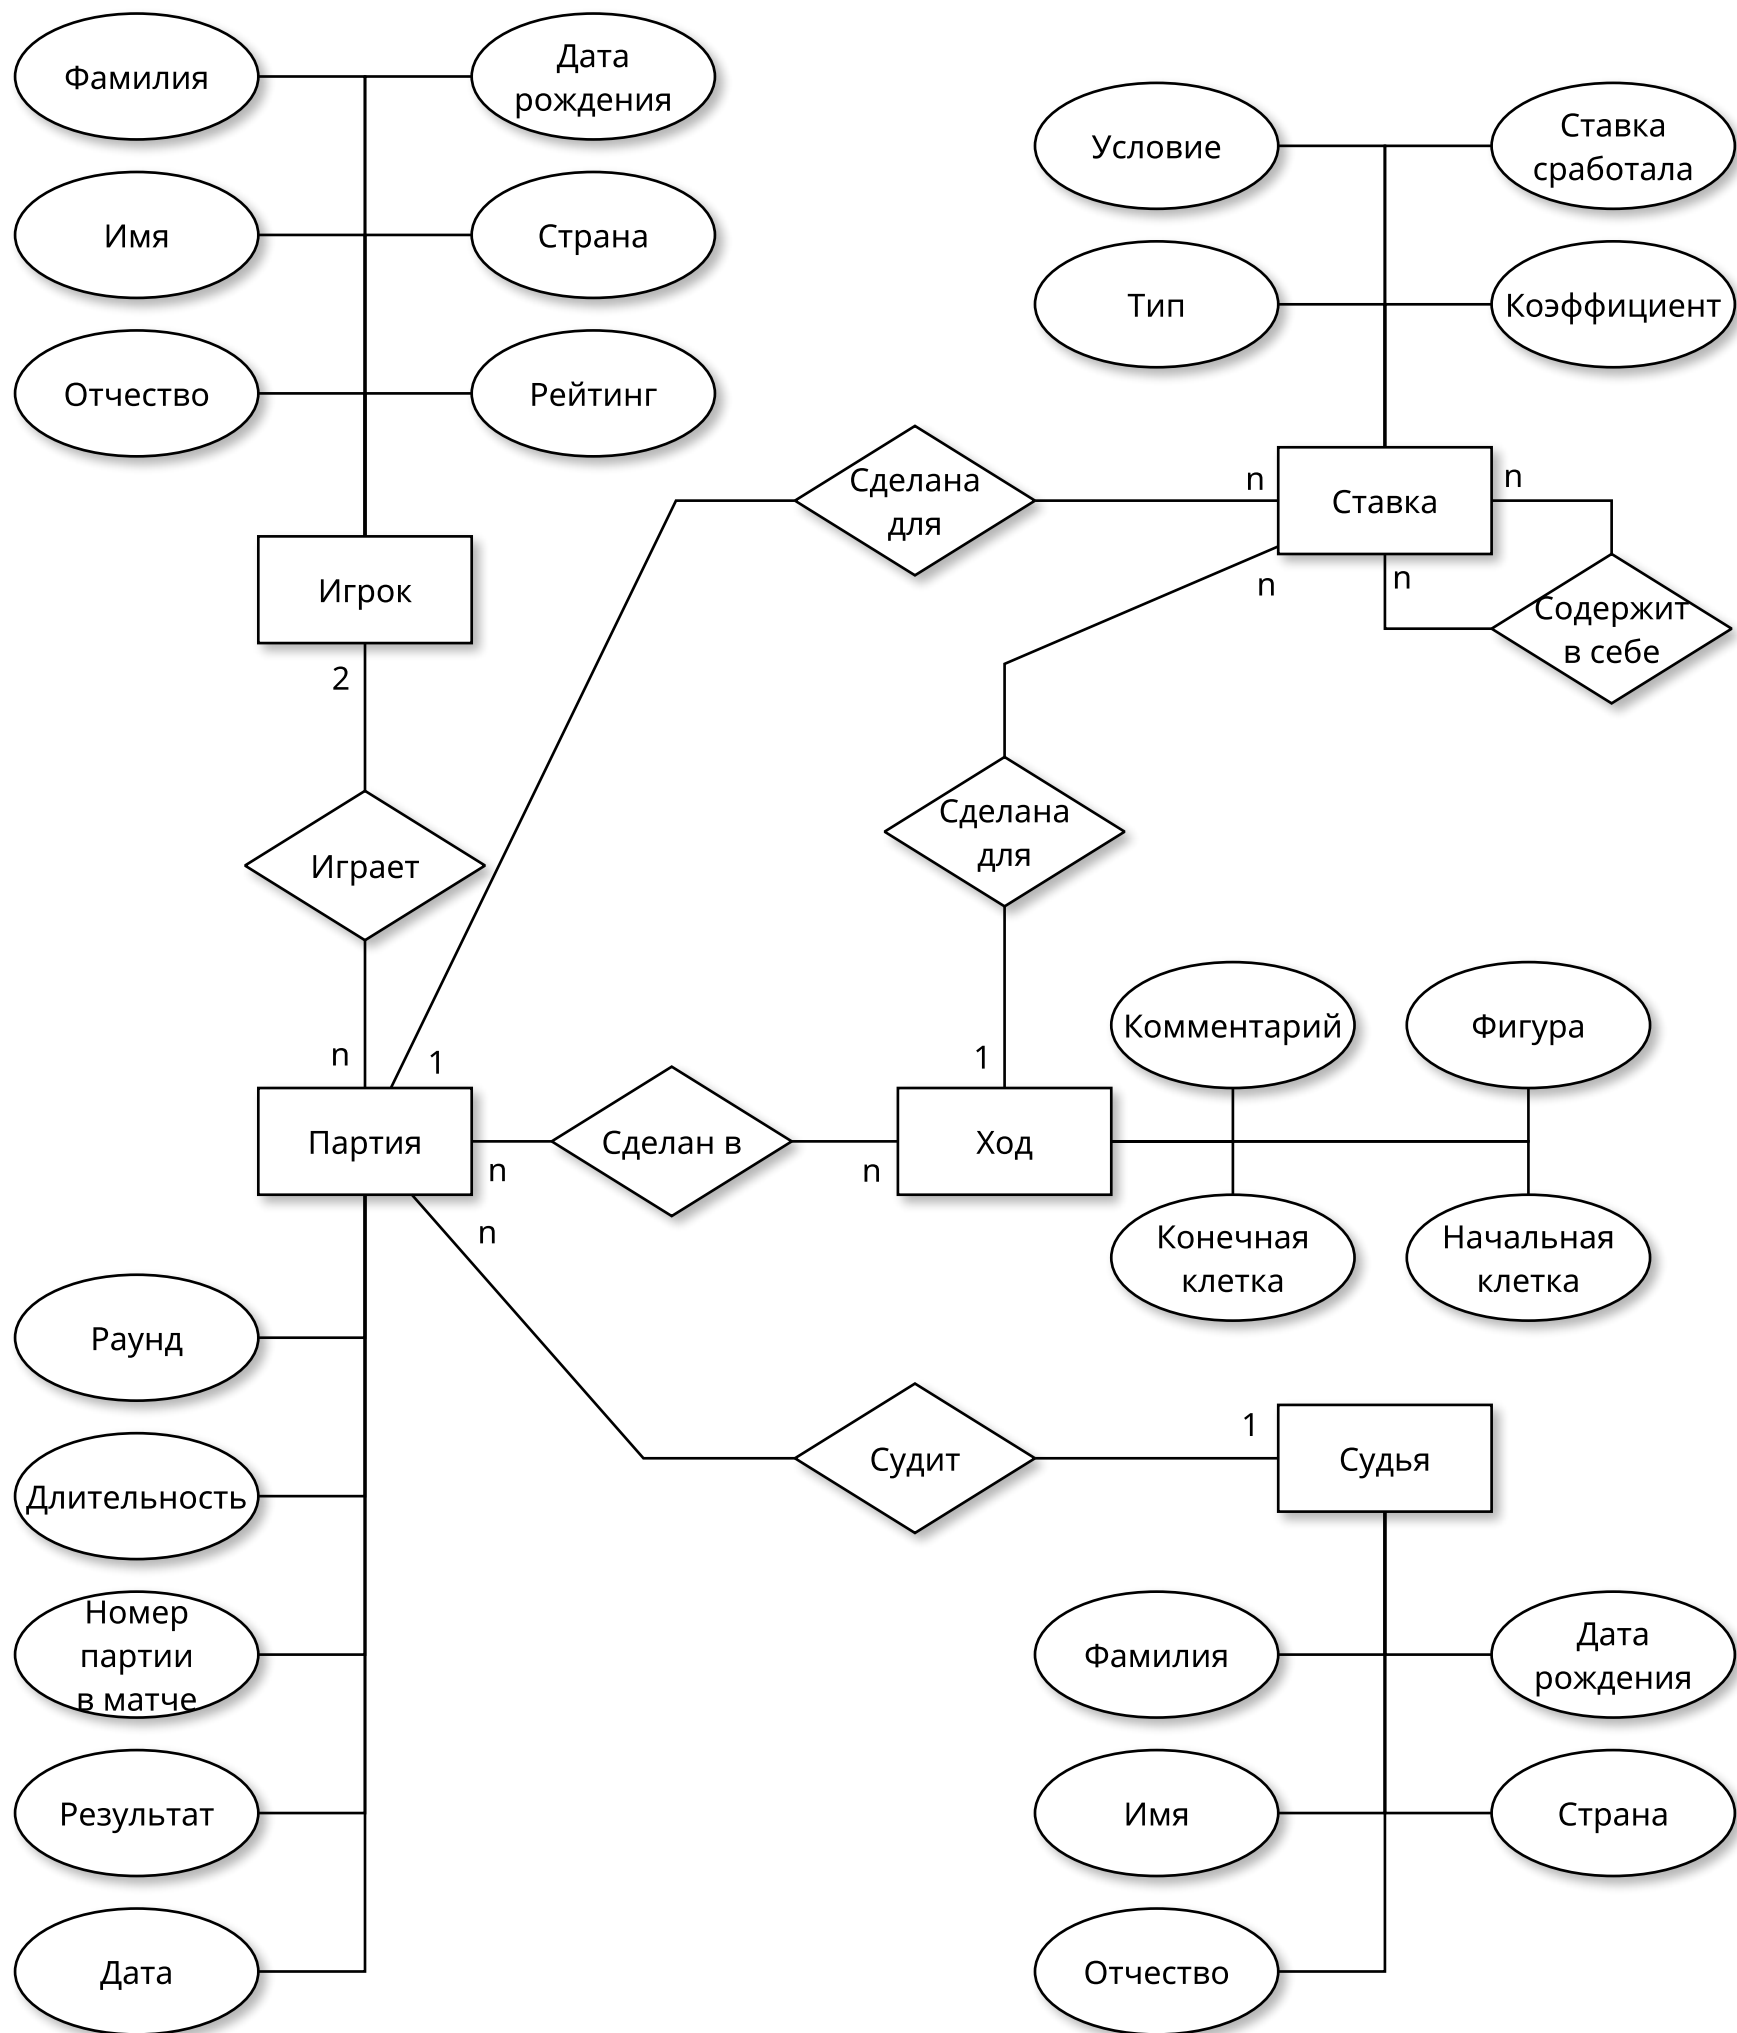 Фамилия
Дата
рождения
Условие
Ставка
сработала
Имя
Страна
Тип
Коэффициент
Отчество
Рейтинг
Сделана
для
n
Ставка
n
Игрок
n
n
Содержит
в себе
2
Сделана
для
Играет
Комментарий
Фигура
n
1
1
Партия
Сделан в
Ход
n
n
n
Конечная
клетка
Начальная
клетка
Раунд
1
Судит
Судья
Длительность
Номер
партии
в матче
Фамилия
Дата
рождения
Результат
Имя
Страна
Дата
Отчество